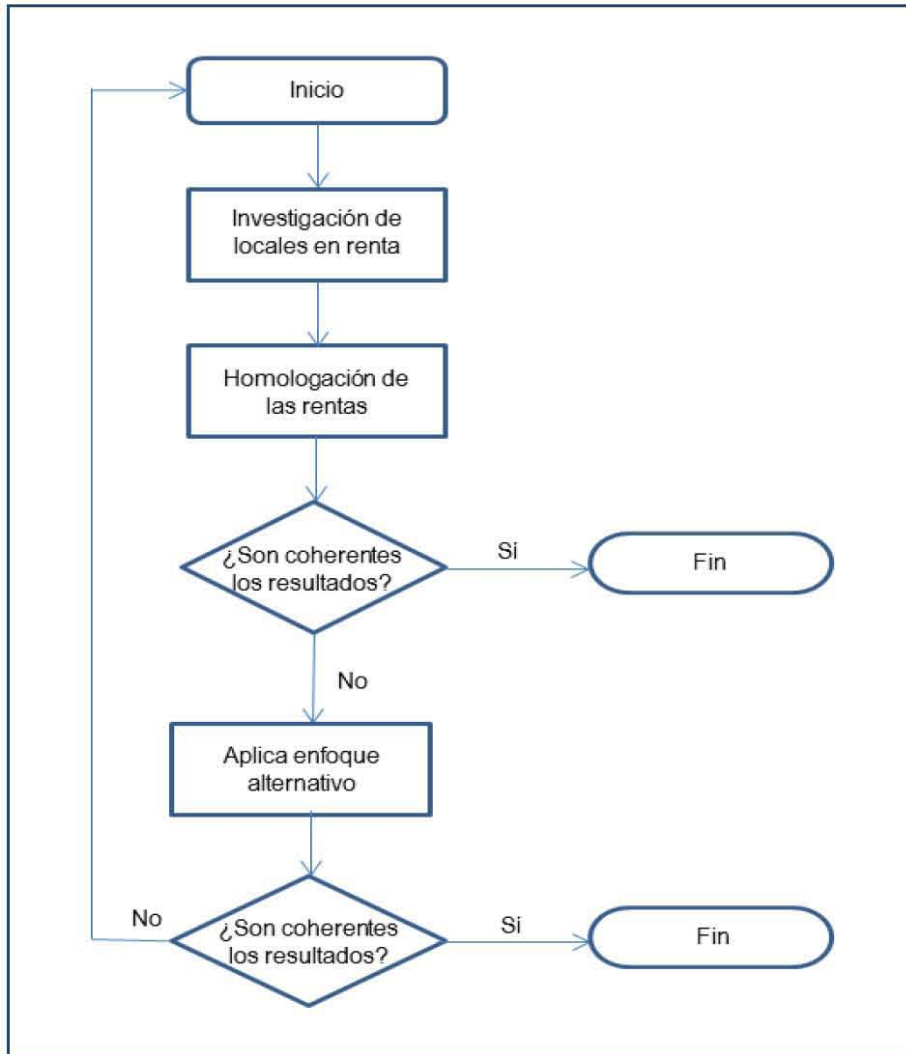 Inicio
Investigación de
locales en renta
Homologación de
las rentas
¿Son coherentes
los resultados?
Sí
Fin
No
Aplica enfoque
alternativo
¿Son coherentes
los resultados?
No
Sí
Fin